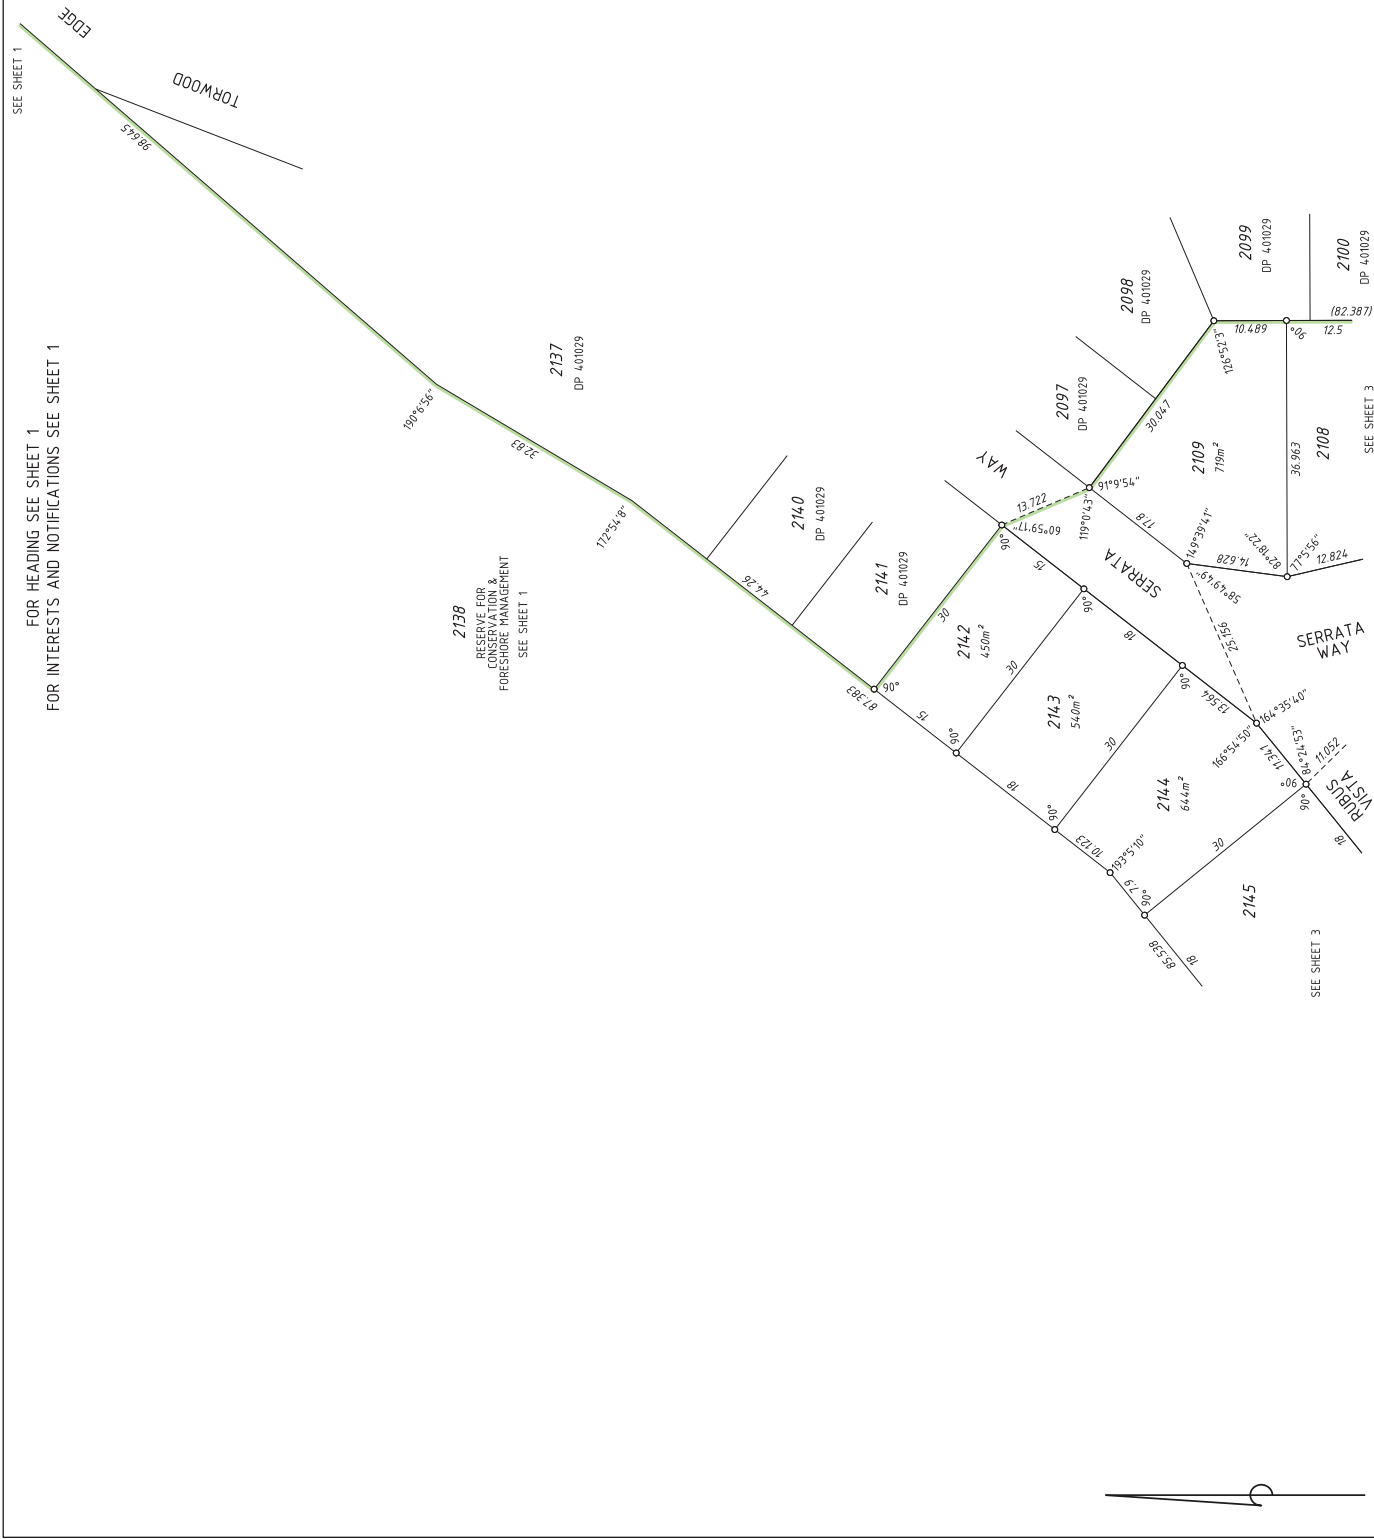 FOR HEADING SEE SHEET 1
FOR INTERESTS AND NOTIFICATIONS SEE SHEET 1
SEE SHEET 1
EDGE
TORWOOD
98.645
190°6'56"
32.83
172°54'8"
44.26
87.383
2137
DP 401029
2138
RESERVE FOR
CONSERVATION &
FORESHORE MANAGEMENT
SEE SHEET 1
2140
DP 401029
2141
DP 401029
90°
30
2142
450m²
15
90°
15
90°
30
90°
2143
540m²
18
18
90°
30
90°
2144
644m²
10.123
193°5'10"
7.9
90°
85.538
18
30
13.564
166°54'50"
164°35'40"
11.341
84°24'53"
90°
90°
11.052
18
2145
SEE SHEET 3
RUBUS
VISTA
SERRATA
WAY
SERRATA
WAY
13.722
60°59'17"
119°0'43"
91°9'54"
17.8
149°39'41"
58°49'49"
25.156
14.628
82°18'22"
77°5'56"
12.824
2097
DP 401029
2098
DP 401029
2099
DP 401029
2100
DP 401029
30.047
126°52'3"
10.489
90°
12.5
(82.387)
2109
719m²
36.963
2108
SEE SHEET 3